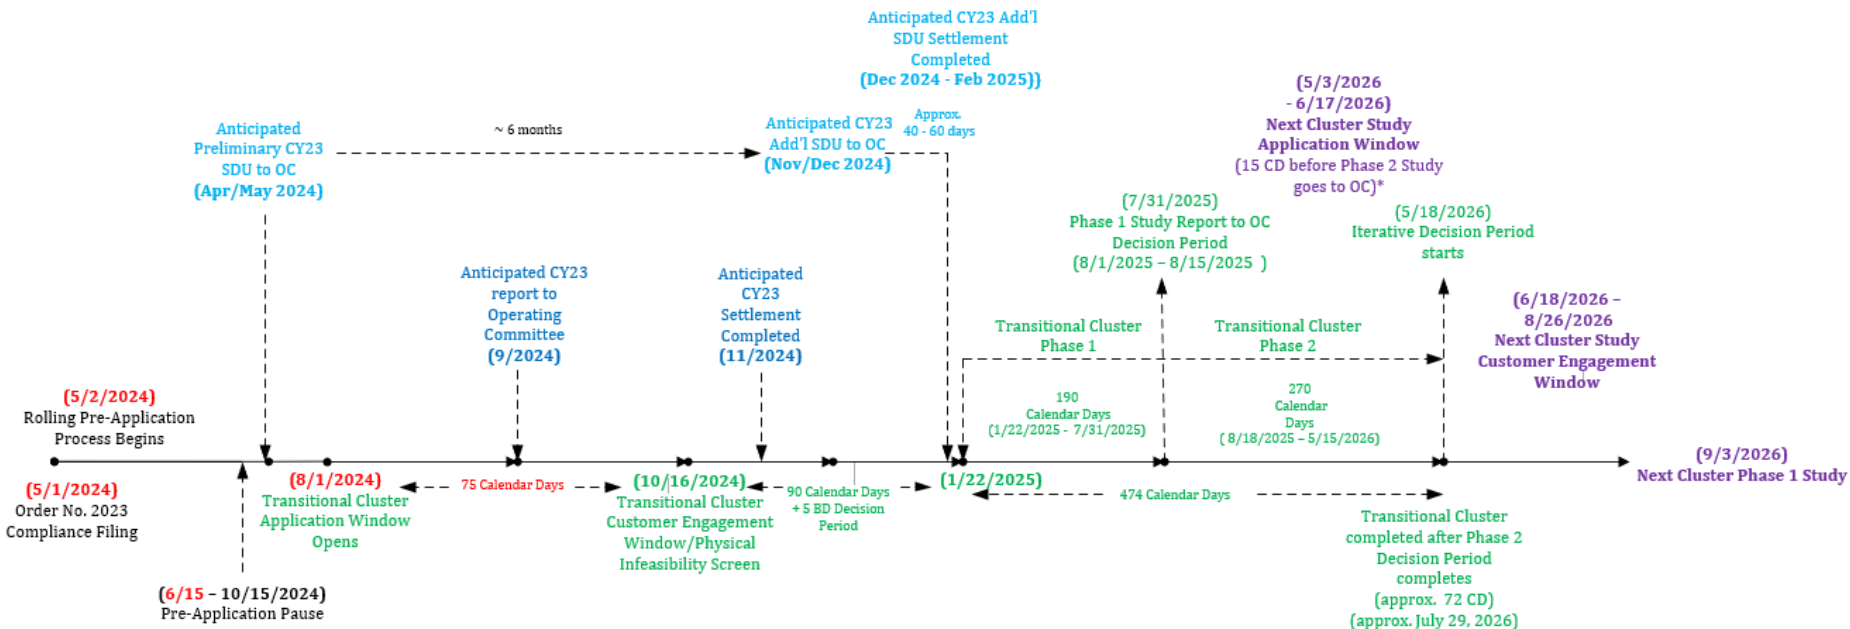 Anticipated CY23 Add'l
SDU Settlement
Completed
(Dec 2024 - Feb 2025))
Anticipated
Preliminary CY23
SDU to OC
(Apr/May 2024)
~ 6 months
Anticipated CY23
Add'l SDU to OC
(Nov/Dec 2024)
Approx.
40 - 60 days
(5/3/2026
- 6/17/2026)
Next Cluster Study
Application Window
(15 CD before Phase 2 Study
goes to OC)*
(7/31/2025)
Phase 1 Study Report to OC
Decision Period
(8/1/2025 – 8/15/2025 )
(5/18/2026)
Iterative Decision Period
starts
Anticipated CY23
report to
Operating
Committee
(9/2024)
Anticipated
CY23
Settlement
Completed
(11/2024)
Transitional Cluster
Phase 1
Transitional Cluster
Phase 2
(6/18/2026 –
8/26/2026
Next Cluster Study
Customer Engagement
Window
190
Calendar Days
(1/22/2025 - 7/31/2025)
270
Calendar
Days
( 8/18/2025 – 5/15/2026)
(5/2/2024)
Rolling Pre-Application
Process Begins
(5/1/2024)
Order No. 2023
Compliance Filing
(6/15 – 10/15/2024)
Pre-Application Pause
(8/1/2024)
Transitional Cluster
Application Window
Opens
75 Calendar Days
(10/16/2024)
Transitional Cluster
Customer Engagement
Window/Physical
Infeasibility Screen
90 Calendar Days
+ 5 BD Decision
Period
(1/22/2025)
474 Calendar Days
Transitional Cluster
completed after Phase 2
Decision Period
completes
(approx. 72 CD)
(approx. July 29, 2026)
(9/3/2026)
Next Cluster Phase 1 Study